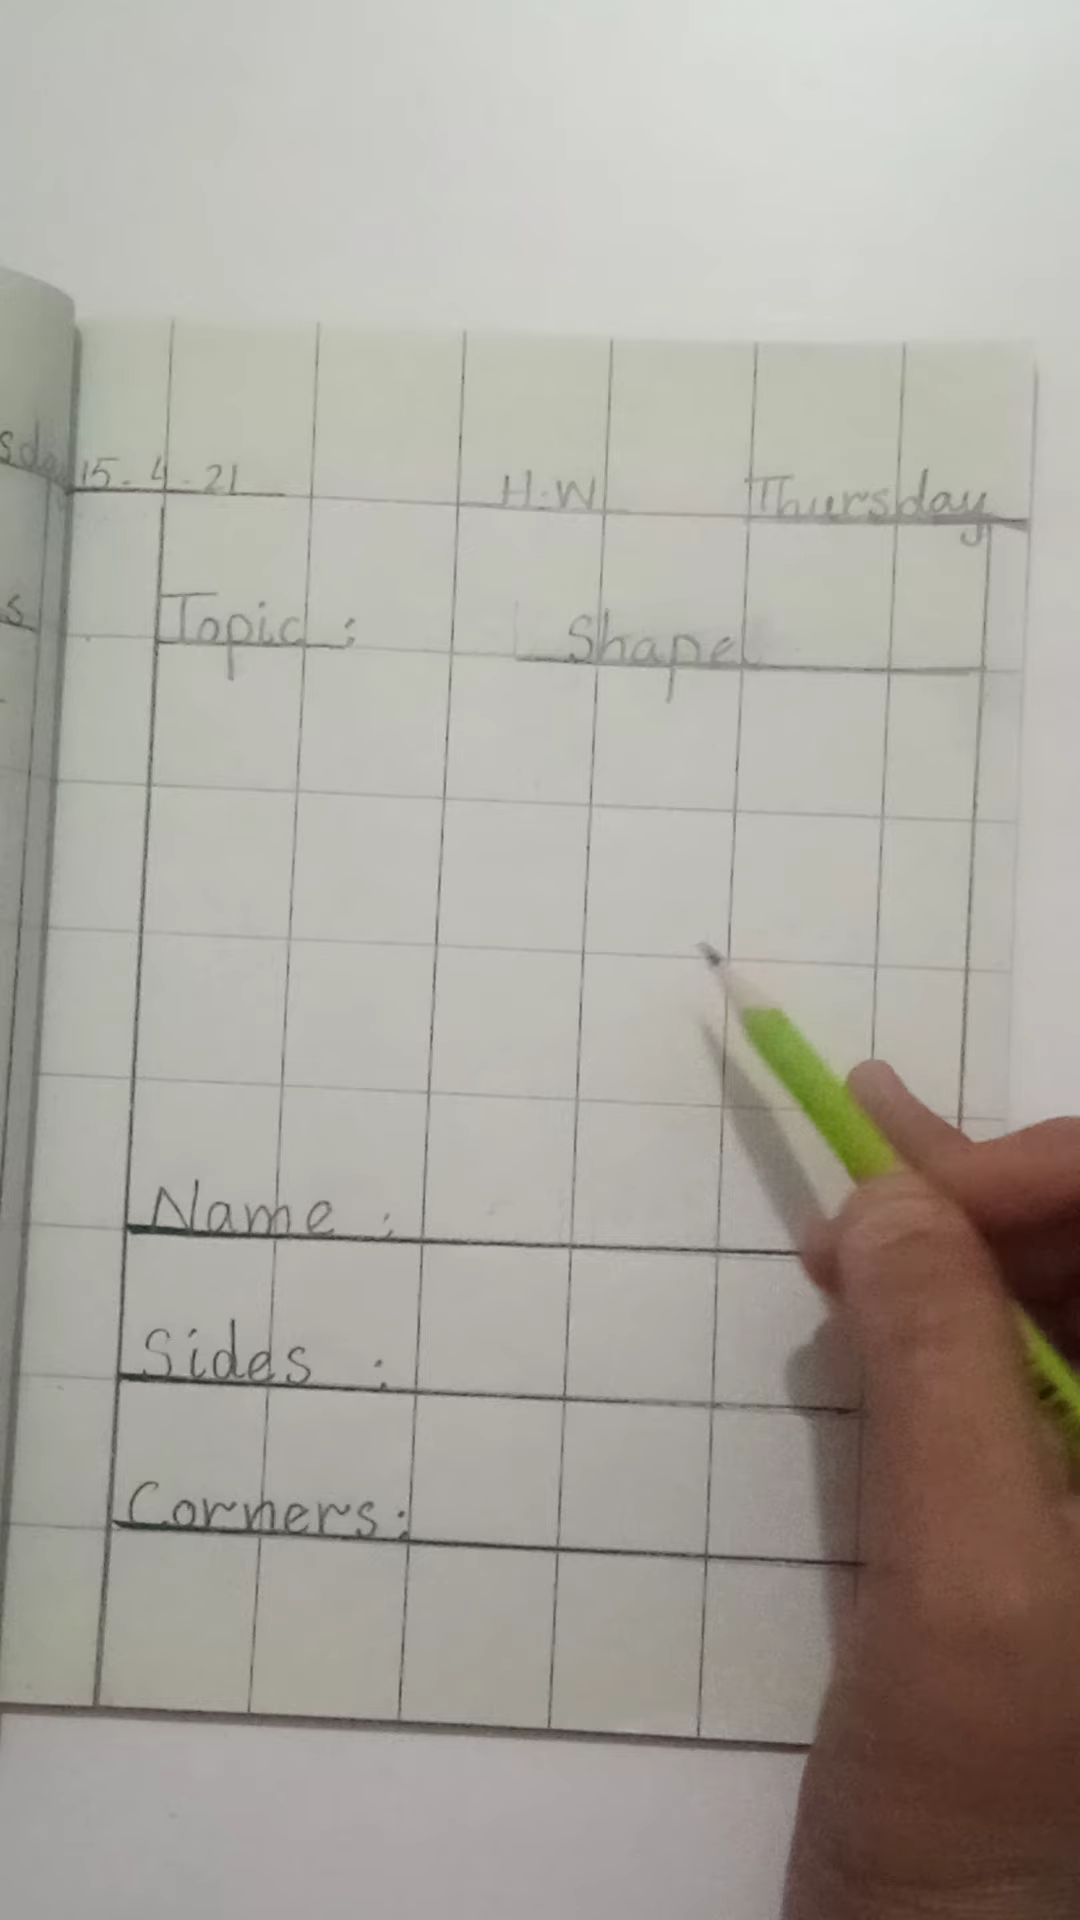 15.4.21 H.W Thursday
Topic: Shape
Name :
Sides :
Corners: